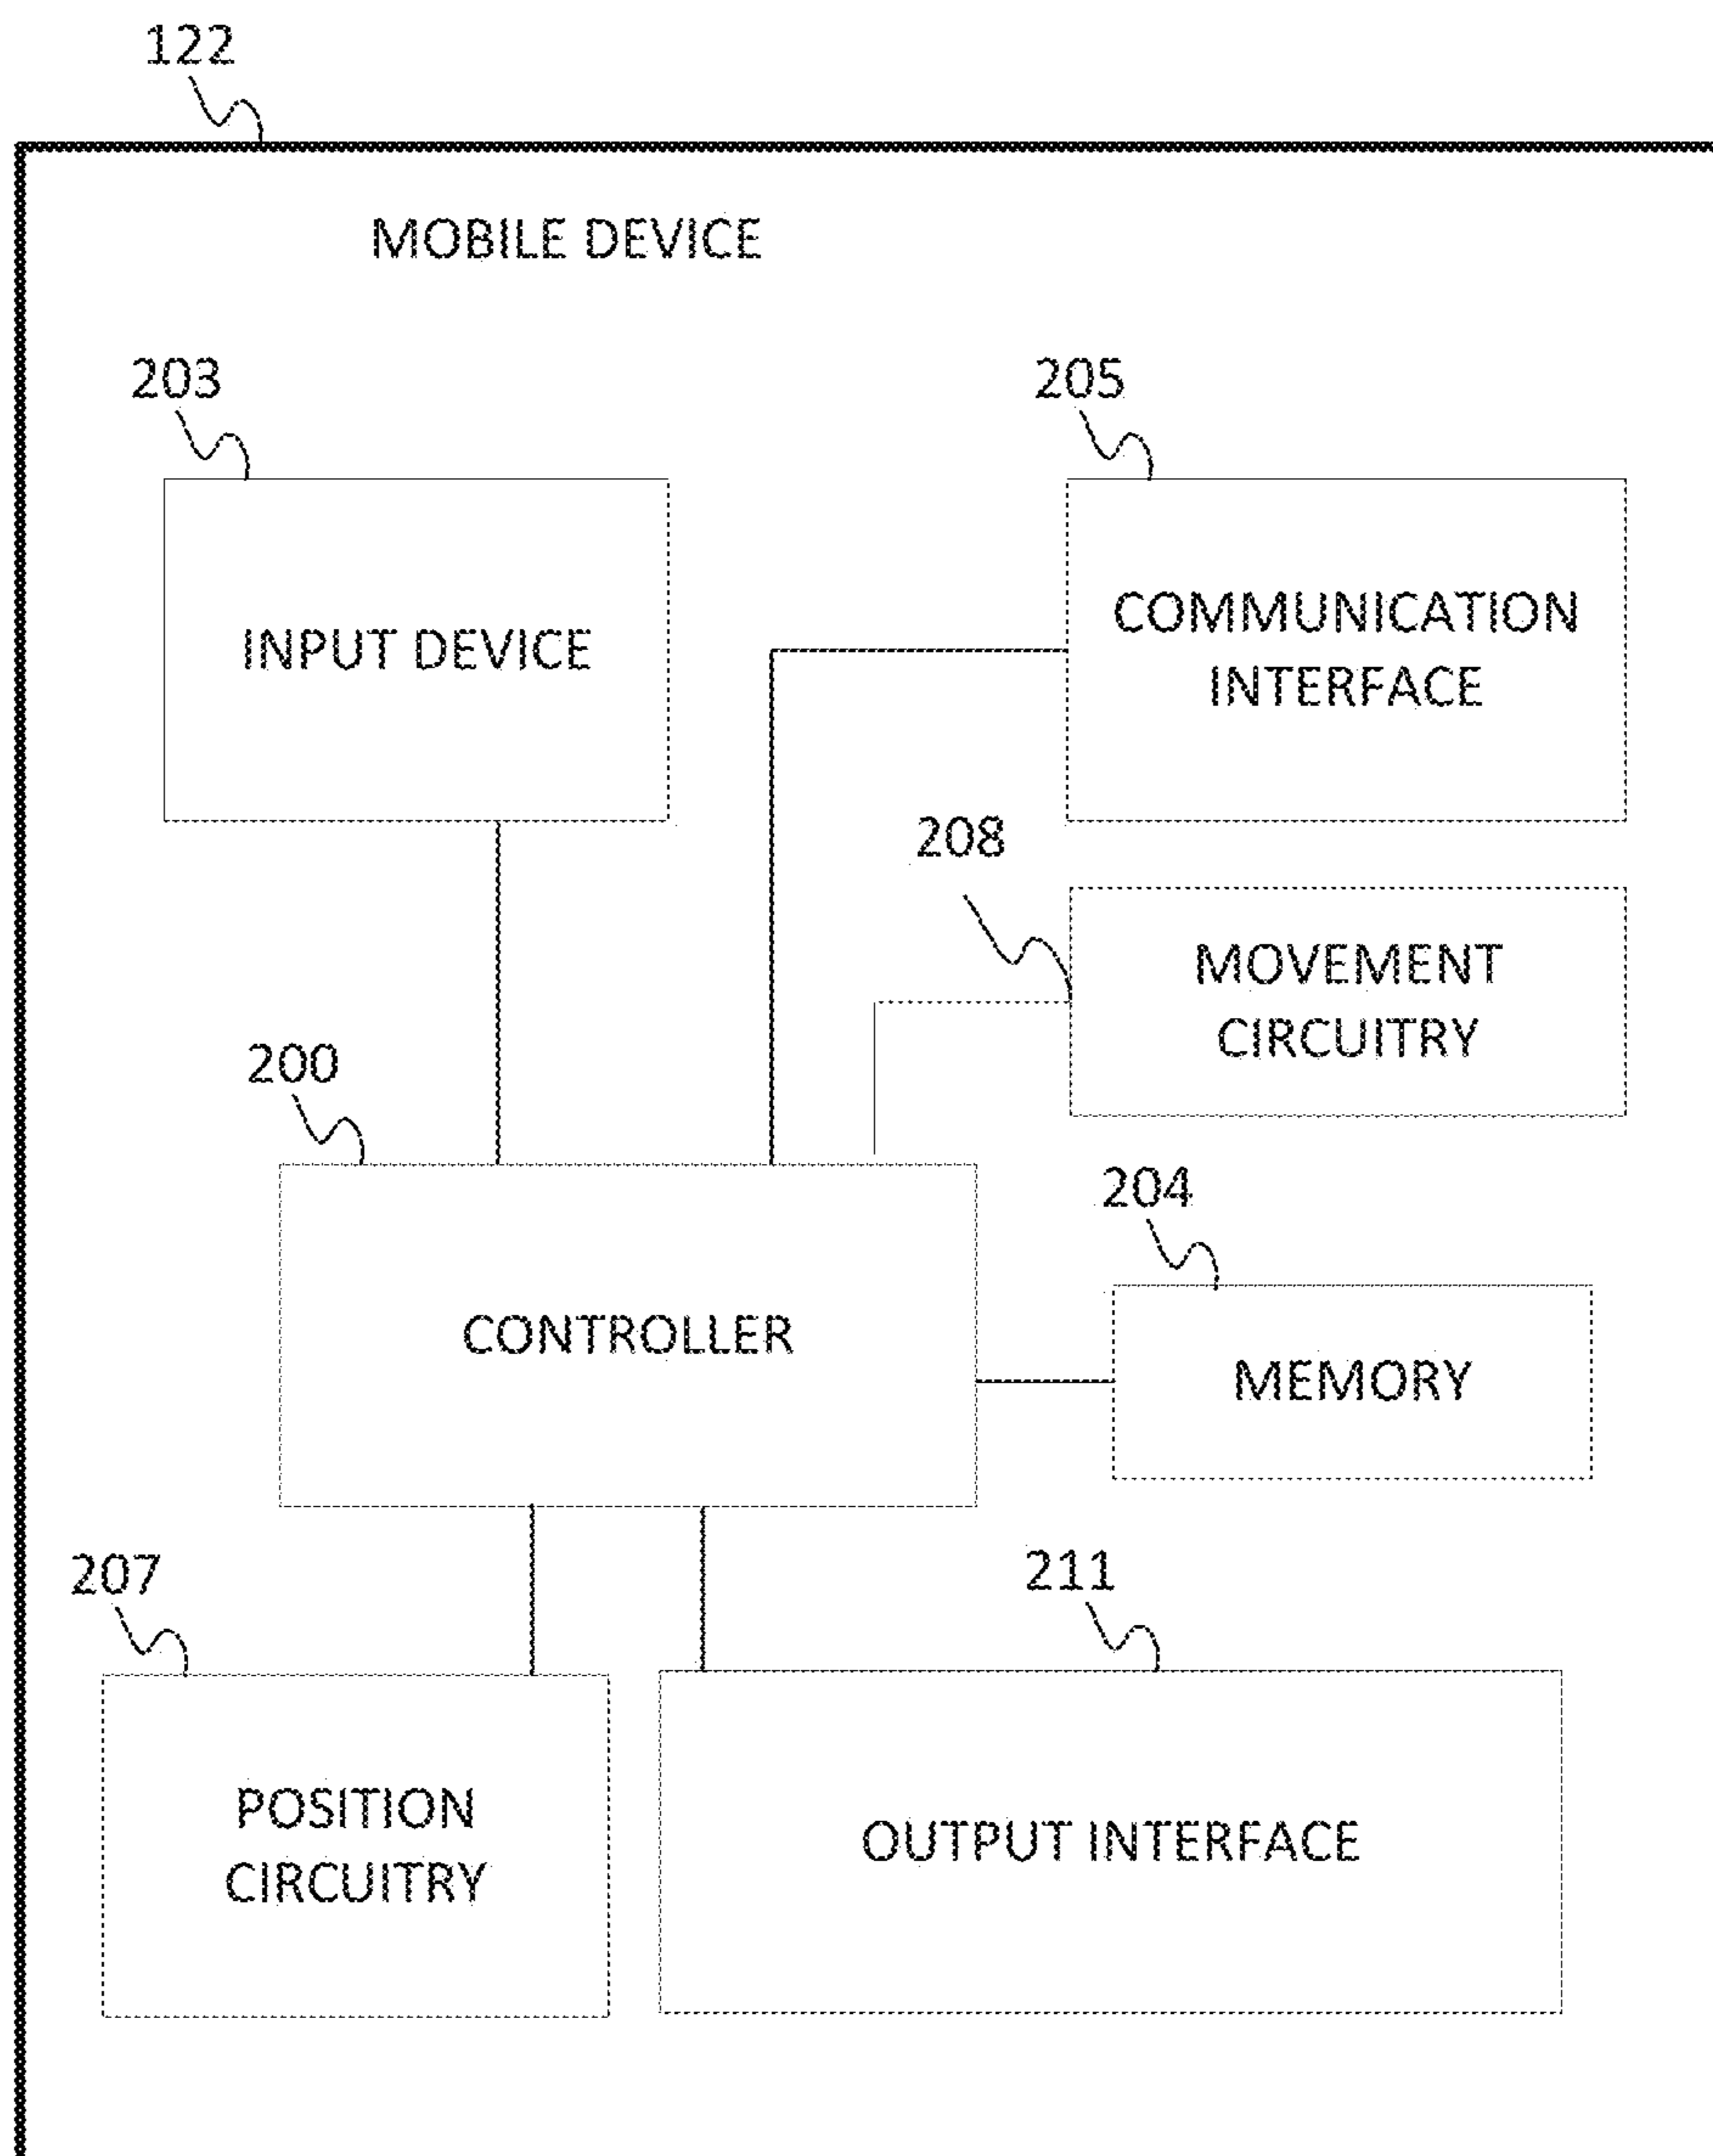 122
MOBILE DEVICE
203
205
INPUT DEVICE
COMMUNICATION
INTERFACE
208
MOVEMENT
CIRCUITRY
200
204
CONTROLLER
MEMORY
207
211
POSITION
CIRCUITRY
OUTPUT INTERFACE